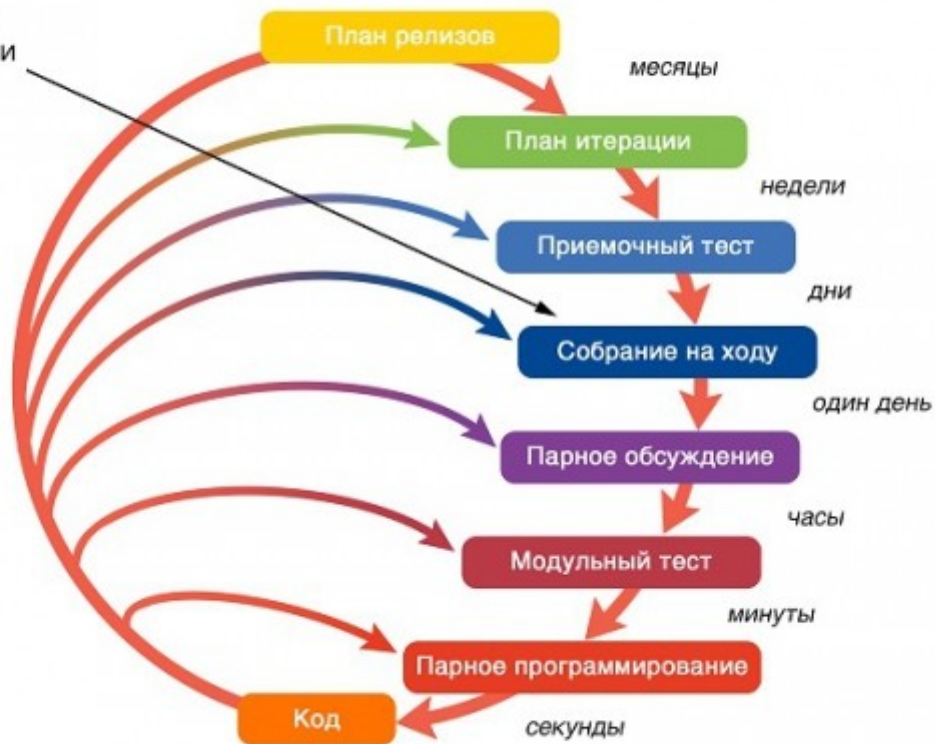 План релизов
и
месяцы
План итерации
недели
Приемочный тест
дни
Собрание на ходу
один день
Парное обсуждение
часы
Модульный тест
минуты
Парное программирование
Код
секунды